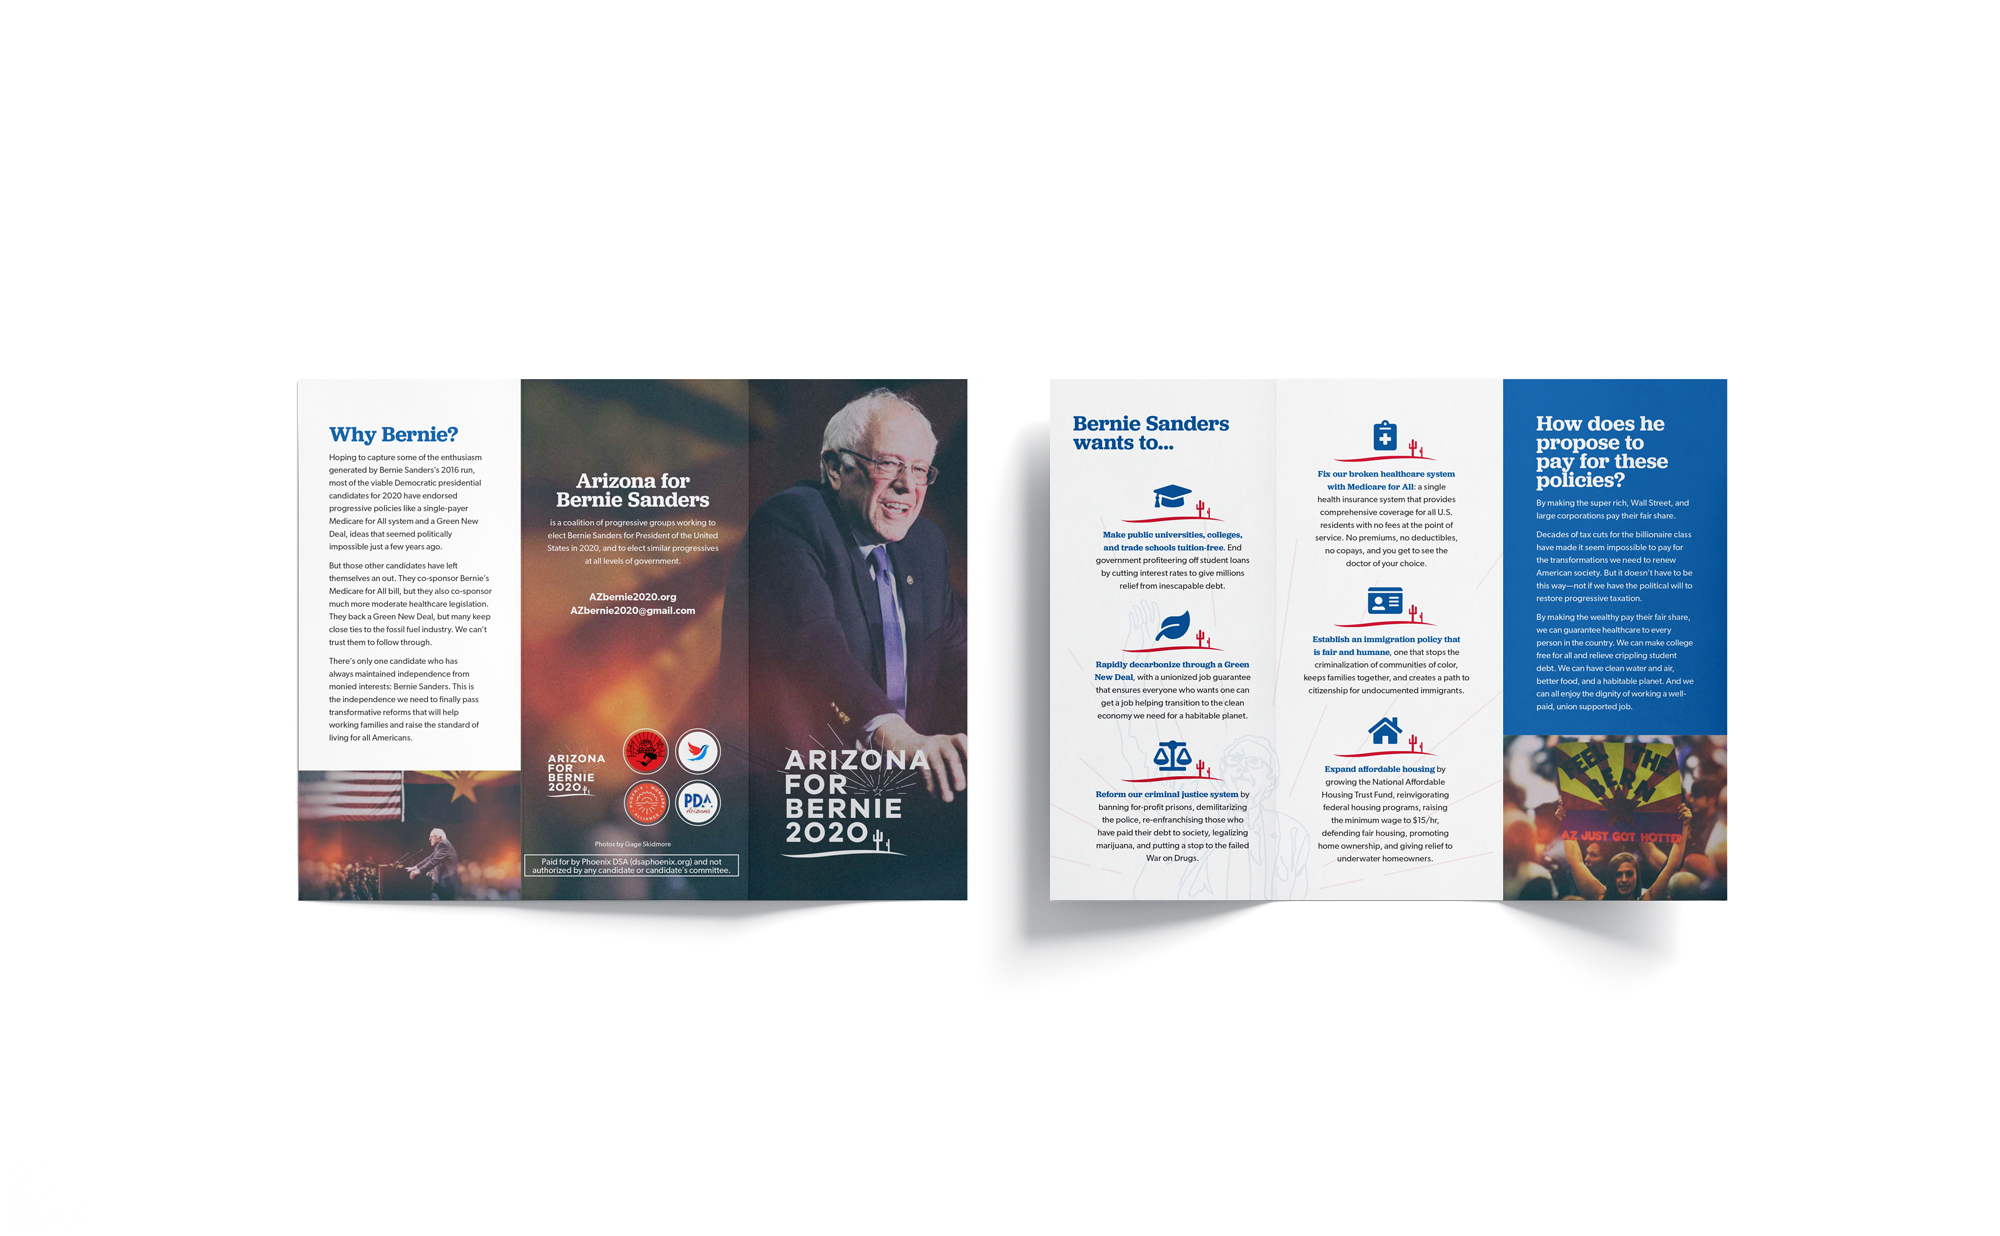 Why Bernie?
Hoping to capture some of the enthusiasm
generated by Bernie Sanders's 2016 run,
most of the viable Democratic presidential
candidates for 2020 have endorsed
progressive policies like a single-payer
Medicare for All system and a Green New
Deal, ideas that seemed politically
impossible just a few years ago.
But those other candidates have left
themselves an out. They co-sponsor Bernie's
Medicare for All bill, but they also co-sponsor
much more moderate healthcare legislation.
They back a Green New Deal, but many keep
close ties to the fossil fuel industry. We can't
trust them to follow through.
There's only one candidate who has
always maintained independence from
monied interests: Bernie Sanders. This is
the independence we need to finally pass
transformative reforms that will help
working families and raise the standard of
living for all Americans.
Arizona for
Bernie Sanders
is a coalition of progressive groups working to
elect Bernie Sanders for President of the United
States in 2020, and to elect similar progressives
at all levels of government.
AZbernie2020.org
AZbernie2020@gmail.com
ARIZONA
FOR
BERNIE
2020
PHOENIX WORKERS ALLIANCE
PDA
Arizona
Photos by Gage Skidmore
Paid for by Phoenix DSA (dsaphoenix.org) and not
authorized by any candidate or candidate's committee.
ARIZONA
FOR
BERNIE
2020
Bernie Sanders
wants to...
Make public universities, colleges,
and trade schools tuition-free. End
government profiteering off student loans
by cutting interest rates to give millions
relief from inescapable debt.
Rapidly decarbonize through a Green
New Deal, with a unionized job guarantee
that ensures everyone who wants one can
get a job helping transition to the clean
economy we need for a habitable planet.
Reform our criminal justice system by
banning for-profit prisons, demilitarizing
the police, re-enfranchising those who
have paid their debt to society, legalizing
marijuana, and putting a stop to the failed
War on Drugs.
Fix our broken healthcare system
with Medicare for All: a single
health insurance system that provides
comprehensive coverage for all U.S.
residents with no fees at the point of
service. No premiums, no deductibles,
no copays, and you get to see the
doctor of your choice.
Establish an immigration policy that
is fair and humane, one that stops the
criminalization of communities of color,
keeps families together, and creates a path to
citizenship for undocumented immigrants.
Expand affordable housing by
growing the National Affordable
Housing Trust Fund, reinvigorating
federal housing programs, raising
the minimum wage to $15/hr,
defending fair housing, promoting
home ownership, and giving relief to
underwater homeowners.
How does he
propose to
pay for these
policies?
By making the super rich, Wall Street, and
large corporations pay their fair share.
Decades of tax cuts for the billionaire class
have made it seem impossible to pay for
the transformations we need to renew
American society. But it doesn't have to be
this way—not if we have the political will to
restore progressive taxation.
By making the wealthy pay their fair share,
we can guarantee healthcare to every
person in the country. We can make college
free for all and relieve crippling student
debt. We can have clean water and air,
better food, and a habitable planet. And we
can all enjoy the dignity of working a well-
paid, union supported job.
FEEL THE
BERN
AZ JUST GOT HOTTER